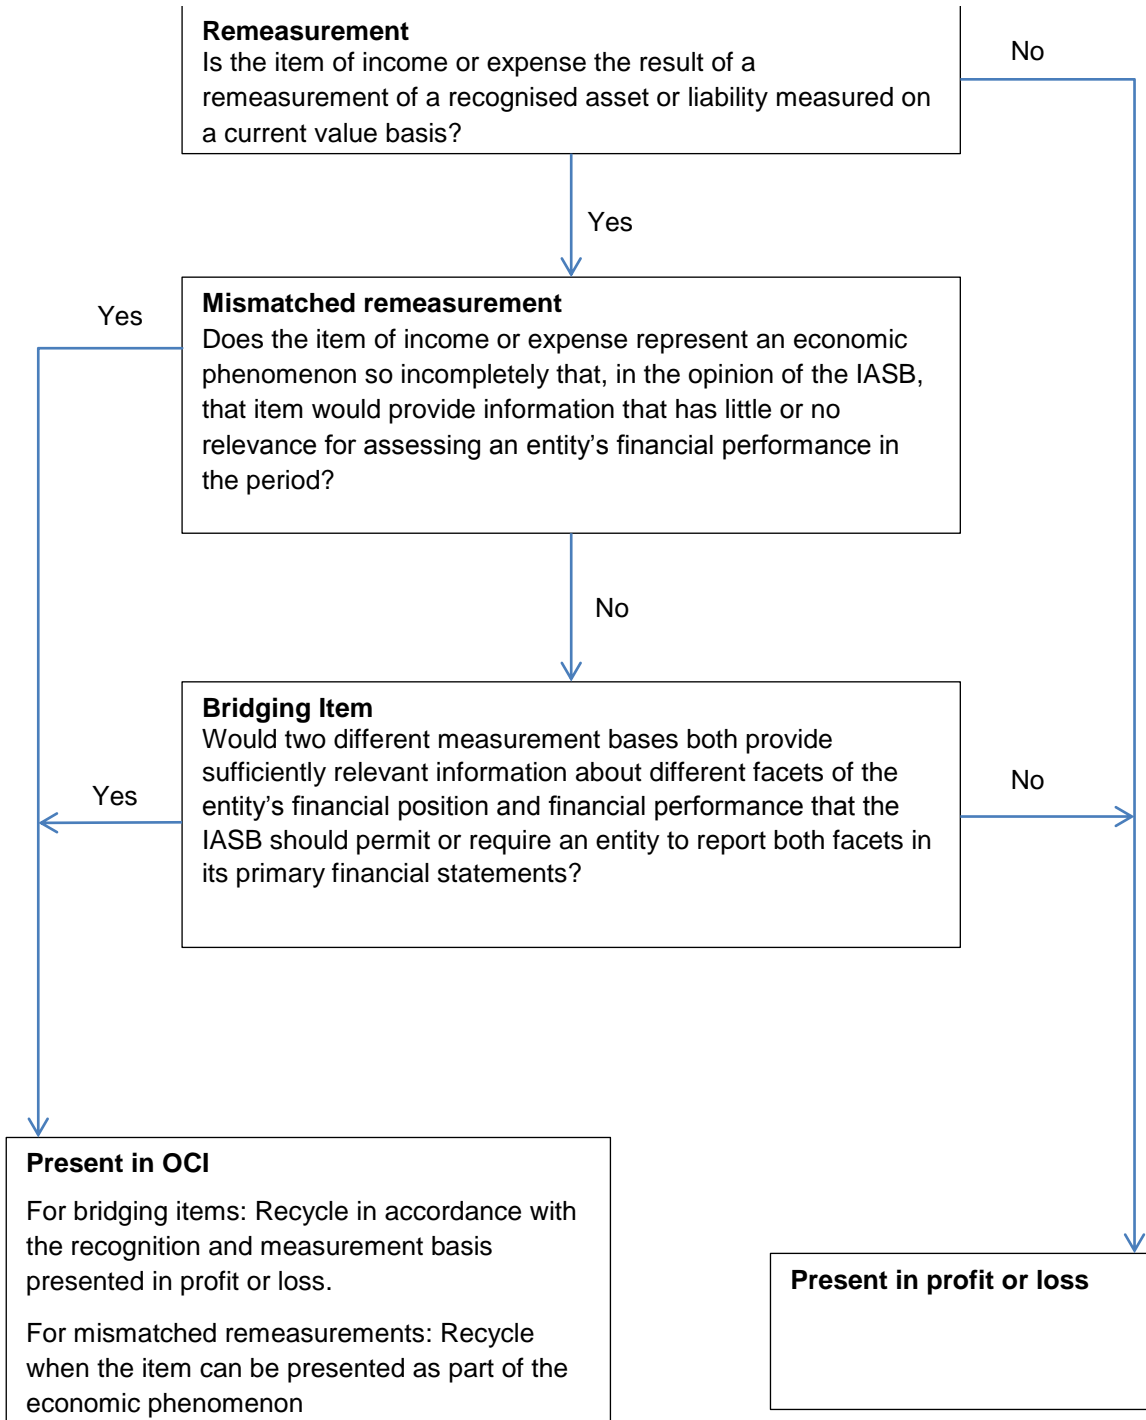 Remeasurement
Is the item of income or expense the result of a
remeasurement of a recognised asset or liability measured on
a current value basis?
No
Yes
Yes
Mismatched remeasurement
Does the item of income or expense represent an economic
phenomenon so incompletely that, in the opinion of the IASB,
that item would provide information that has little or no
relevance for assessing an entity’s financial performance in
the period?
No
Bridging Item
Would two different measurement bases both provide
sufficiently relevant information about different facets of the
entity’s financial position and financial performance that the
IASB should permit or require an entity to report both facets in
its primary financial statements?
Yes
No
Present in OCI
For bridging items: Recycle in accordance with
the recognition and measurement basis
presented in profit or loss.
For mismatched remeasurements: Recycle
when the item can be presented as part of the
economic phenomenon
Present in profit or loss